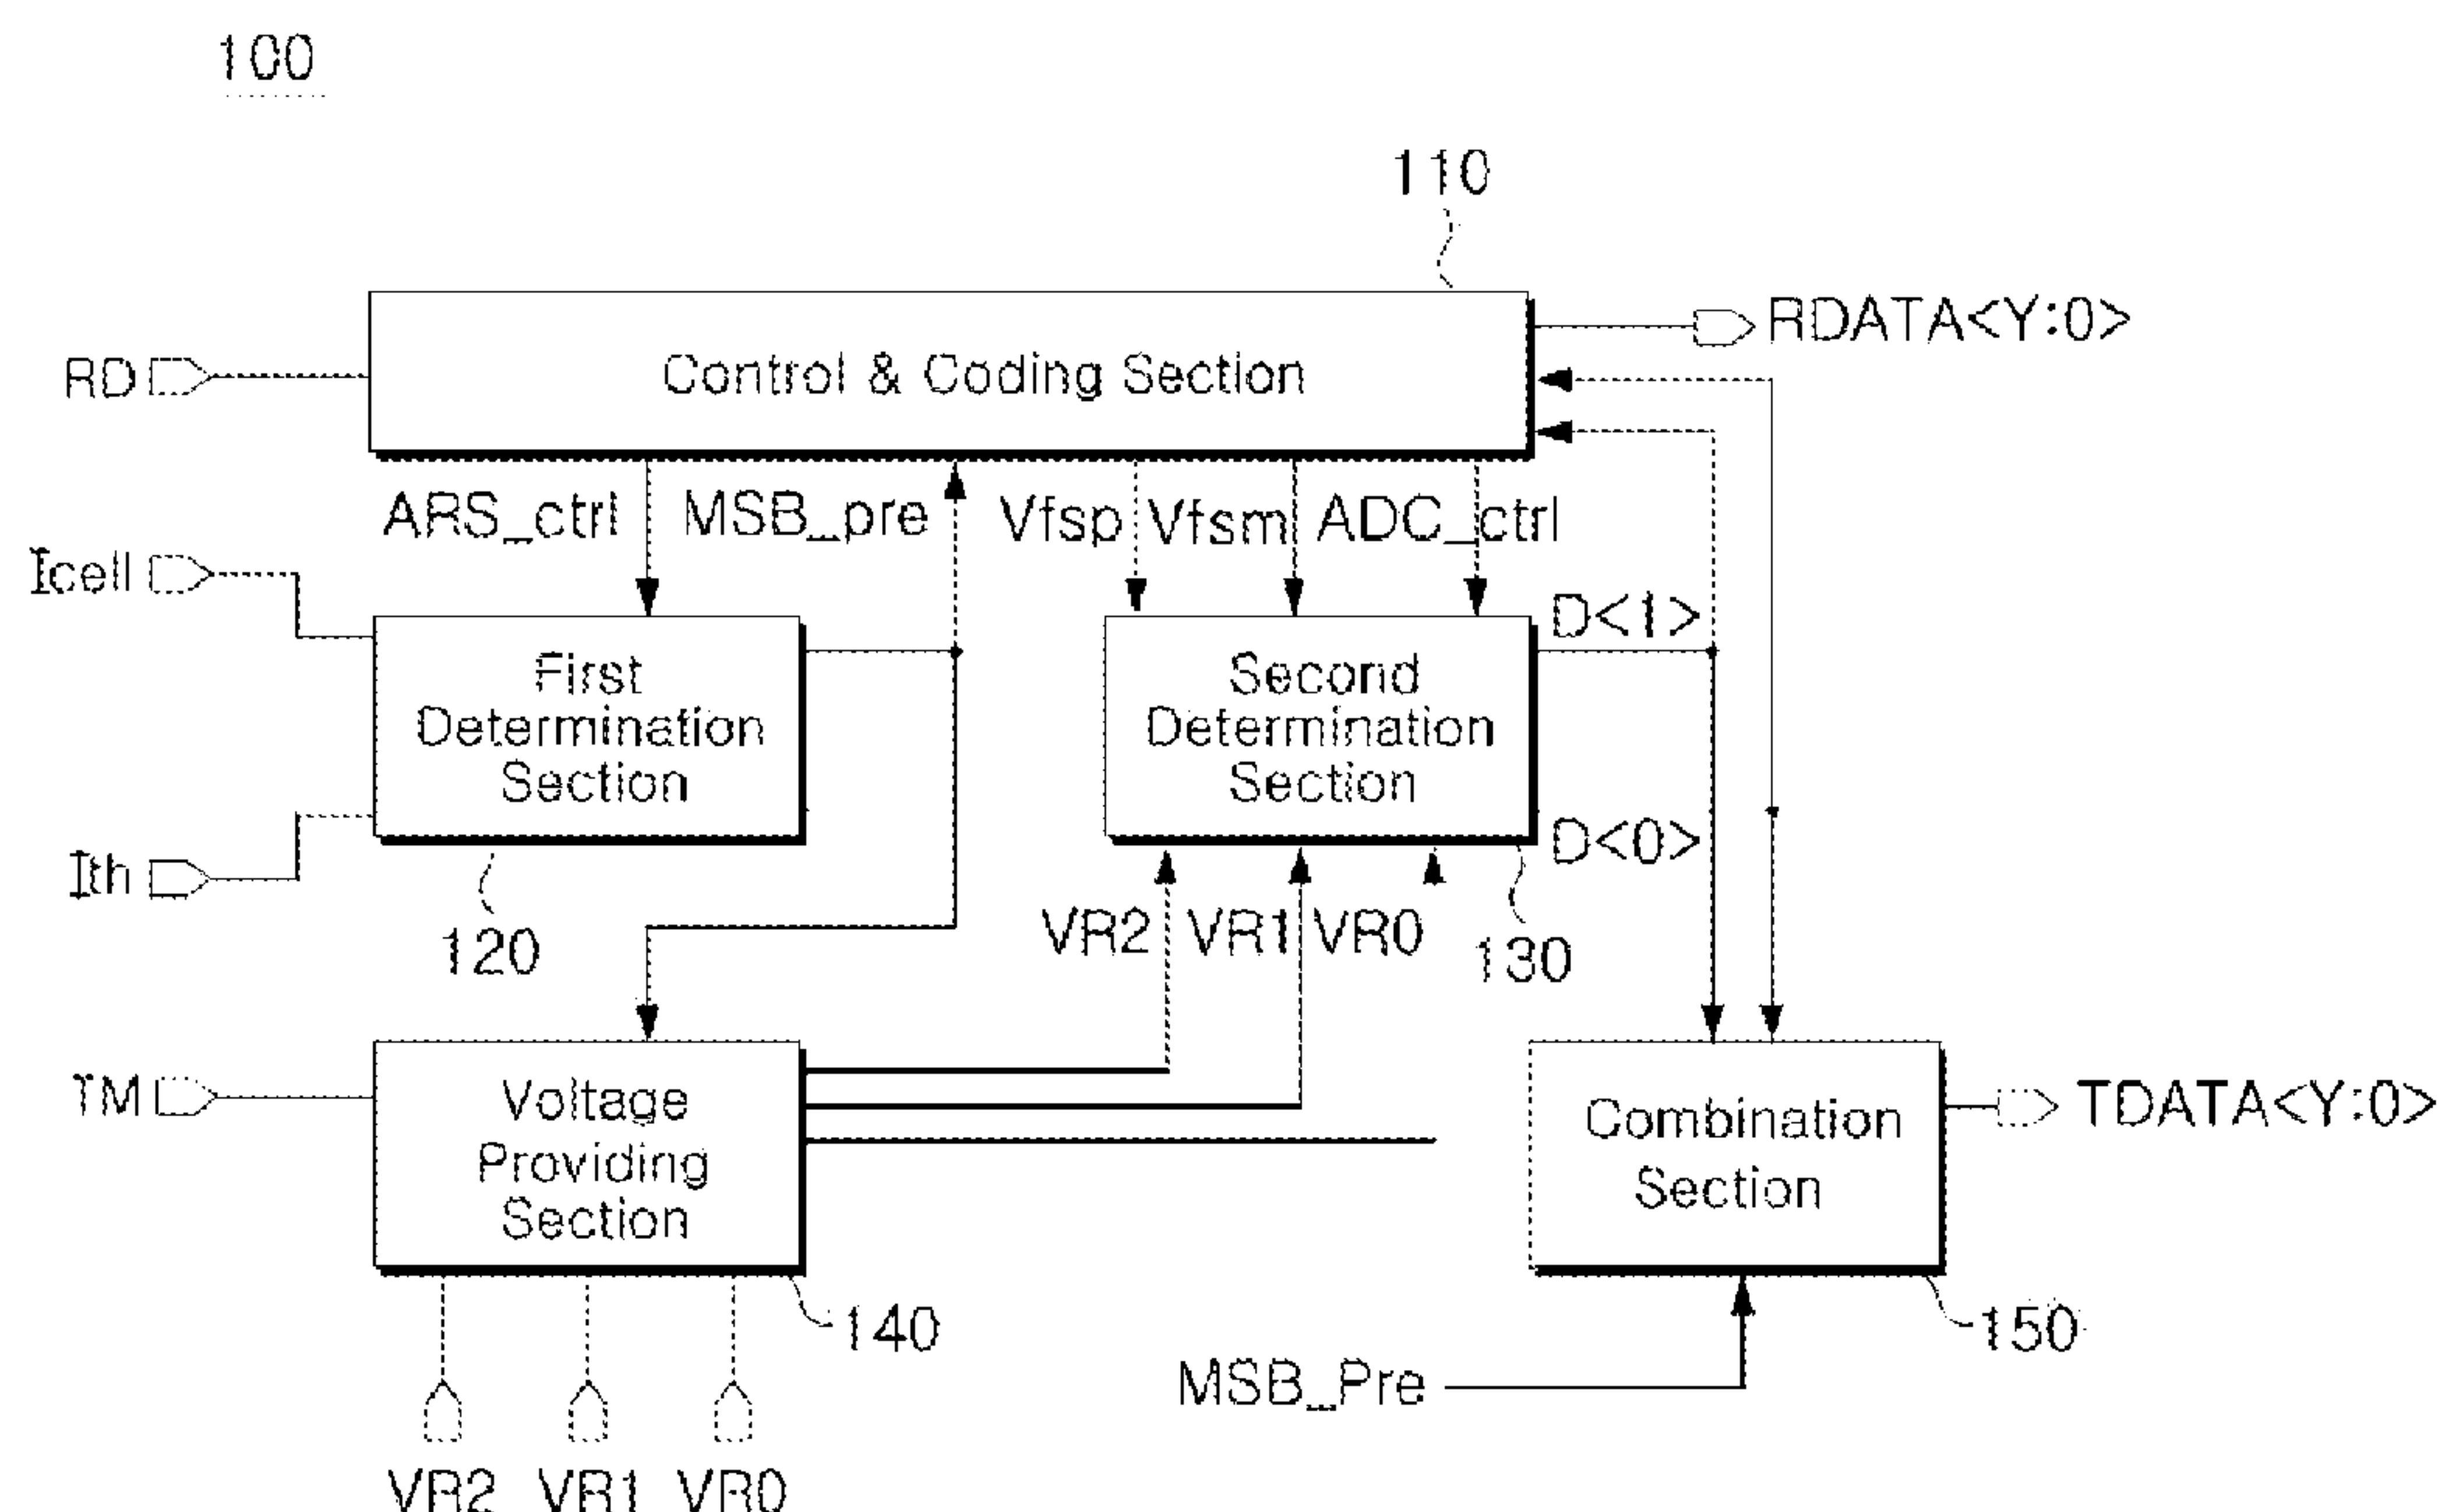 100
110
RDATA<Y:0>
RD
Control & Coding Section
ARS_ctrl
MSB_pre
Vfsp
Vfsm
ADC_ctrl
Icell
First
Determination
Section
Second
Determination
Section
D<1>
D<0>
Ith
120
VR2
VR1
VR0
130
TM
Voltage
Providing
Section
Combination
Section
TDATA<Y:0>
140
150
MSB_Pre
VR2
VR1
VR0